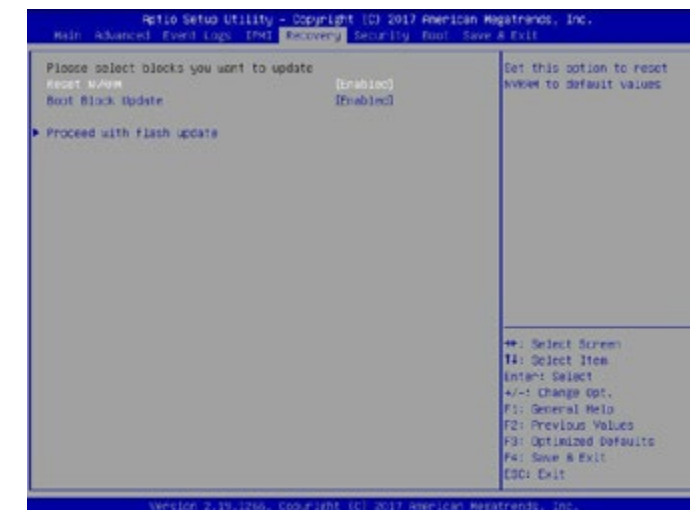 Aptio Setup Utility – Copyright (C) 2017 American Megatrends, Inc.
Main Advanced Event Logs IPMI Recovery Security Boot Save & Exit
Please select blocks you want to update
Reset NVRAM [Enabled]
Boot Block Update [Enabled]
Proceed with flash update
Set this option to reset
NVRAM to default values
: Select Screen
: Select Item
Enter: Select
+/-: Change Opt.
F1: General Help
F2: Previous Values
F3: Optimized Defaults
F4: Save & Exit
ESC: Exit
Version 2.19.1266. Copyright (C) 2017 American Megatrends, Inc.